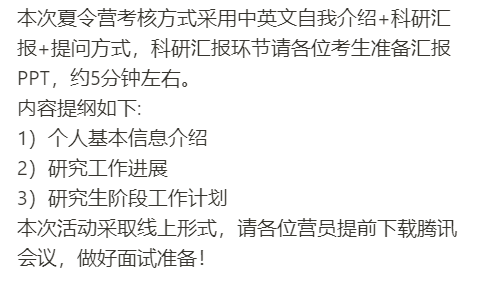 本次夏令营考核方式采用中英文自我介绍+科研汇
报+提问方式，科研汇报环节请各位考生准备汇报
PPT，约5分钟左右。
内容提纲如下:
1）个人基本信息介绍
2）研究工作进展
3）研究生阶段工作计划
本次活动采取线上形式，请各位营员提前下载腾讯
会议，做好面试准备！